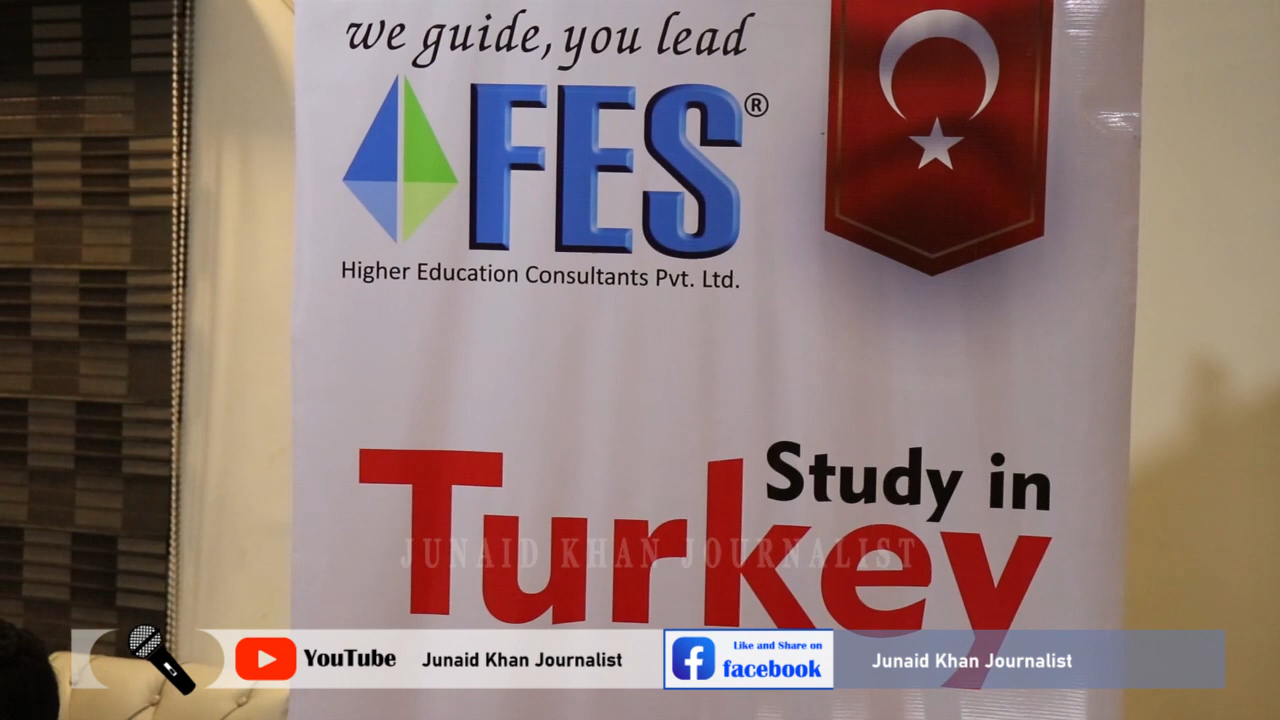 we guide, you lead
FES®
Higher Education Consultants Pvt. Ltd.
Study in
Turkey
JUNAID KHAN JOURNALIST
YouTube
Junaid Khan Journalist
Like and Share on
facebook
Junaid Khan Journalist